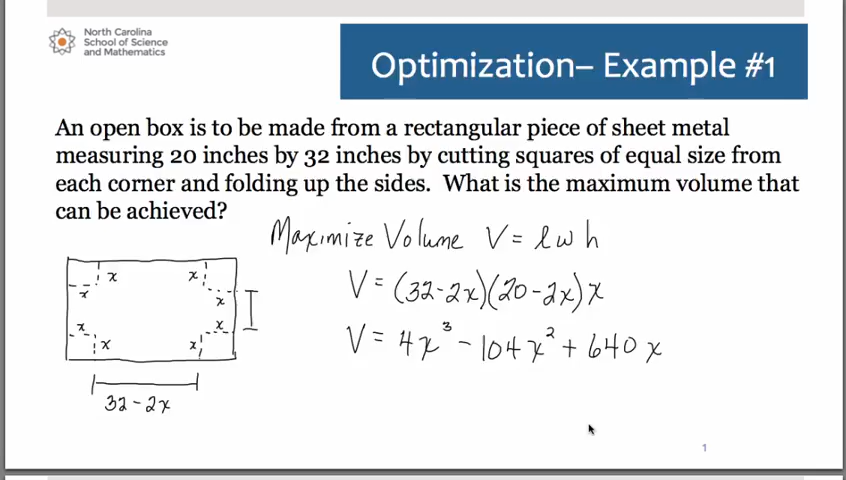 North Carolina
School of Science
and Mathematics
Optimization– Example #1
An open box is to be made from a rectangular piece of sheet metal
measuring 20 inches by 32 inches by cutting squares of equal size from
each corner and folding up the sides. What is the maximum volume that
can be achieved?
Maximize Volume V = l w h
V = (32-2x)(20-2x)x
V = 4x³ - 104x² + 640x
x x
x x
x x
x x
32-2x
1